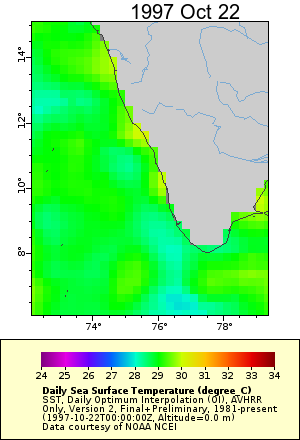 1997 Oct 22
14°
12°
10°
8°
74°
76°
78°
24 25 26 27 28 29 30 31 32 33 34
Daily Sea Surface Temperature (degree_C)
SST, Daily Optimum Interpolation (OI), AVHRR
Only, Version 2, Final+Preliminary, 1981-present
(1997-10-22T00:00:00Z, Altitude=0.0 m)
Data courtesy of NOAA NCEI